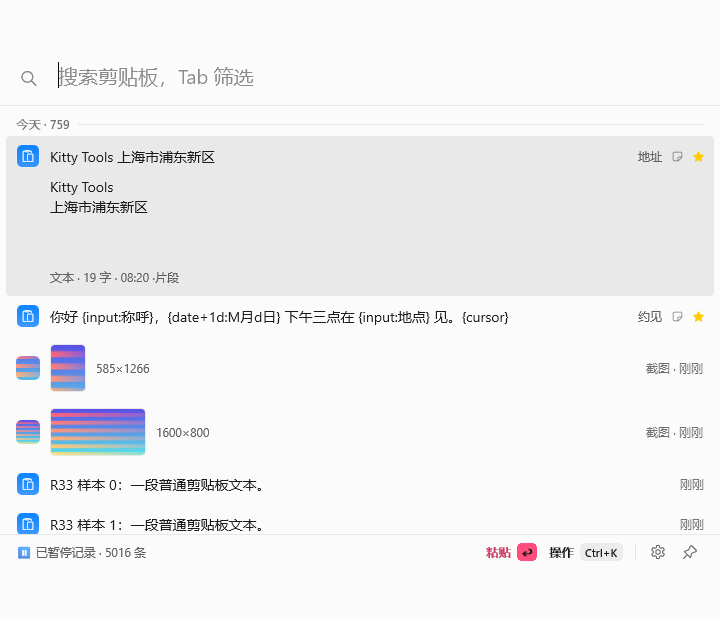 搜索剪贴板，Tab 筛选
今天 · 759
Kitty Tools 上海市浦东新区 地址
Kitty Tools
上海市浦东新区
文本 · 19 字 · 08:20 ·片段
你好 {input:称呼}，{date+1d:M月d日} 下午三点在 {input:地点} 见。{cursor} 约见
585×1266 截图 · 刚刚
1600×800 截图 · 刚刚
R33 样本 0：一段普通剪贴板文本。 刚刚
R33 样本 1：一段普通剪贴板文本。 刚刚
已暂停记录 · 5016 条 粘贴 操作 Ctrl+K